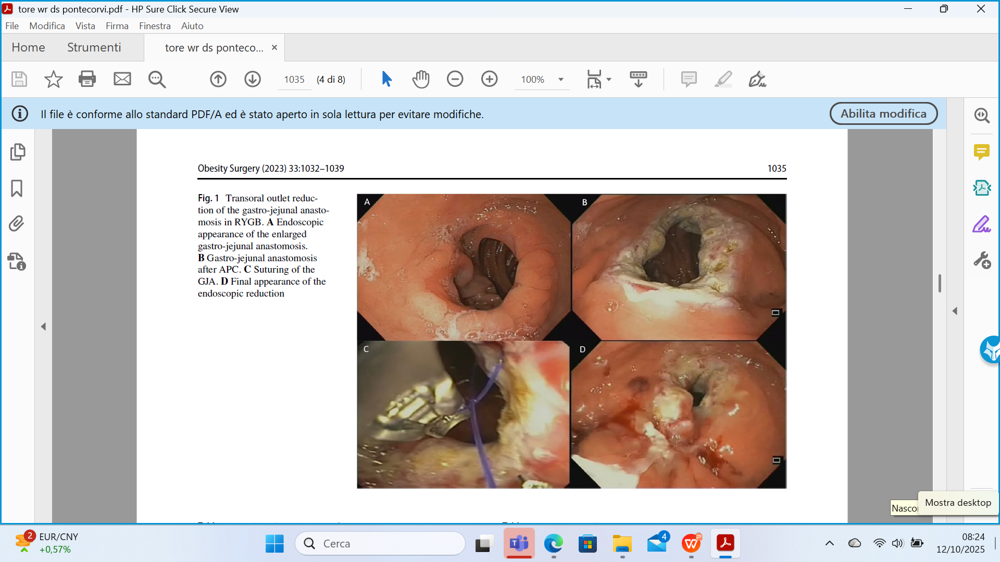 tore wr ds pontecorvi.pdf - HP Sure Click Secure View
File Modifica Vista Firma Finestra Aiuto
Home Strumenti tore wr ds ponteco... ×
1035 (4 di 8) 100%
Il file è conforme allo standard PDF/A ed è stato aperto in sola lettura per evitare modifiche.
Abilita modifica
Obesity Surgery (2023) 33:1032–1039 1035
Fig. 1 Transoral outlet reduc-
tion of the gastro-jejunal anasto-
mosis in RYGB. A Endoscopic
appearance of the enlarged
gastro-jejunal anastomosis.
B Gastro-jejunal anastomosis
after APC. C Suturing of the
GJA. D Final appearance of the
endoscopic reduction
A
B
C
D
Mostra desktop
2
EUR/CNY
+0,57%
Cerca
4
08:24
12/10/2025